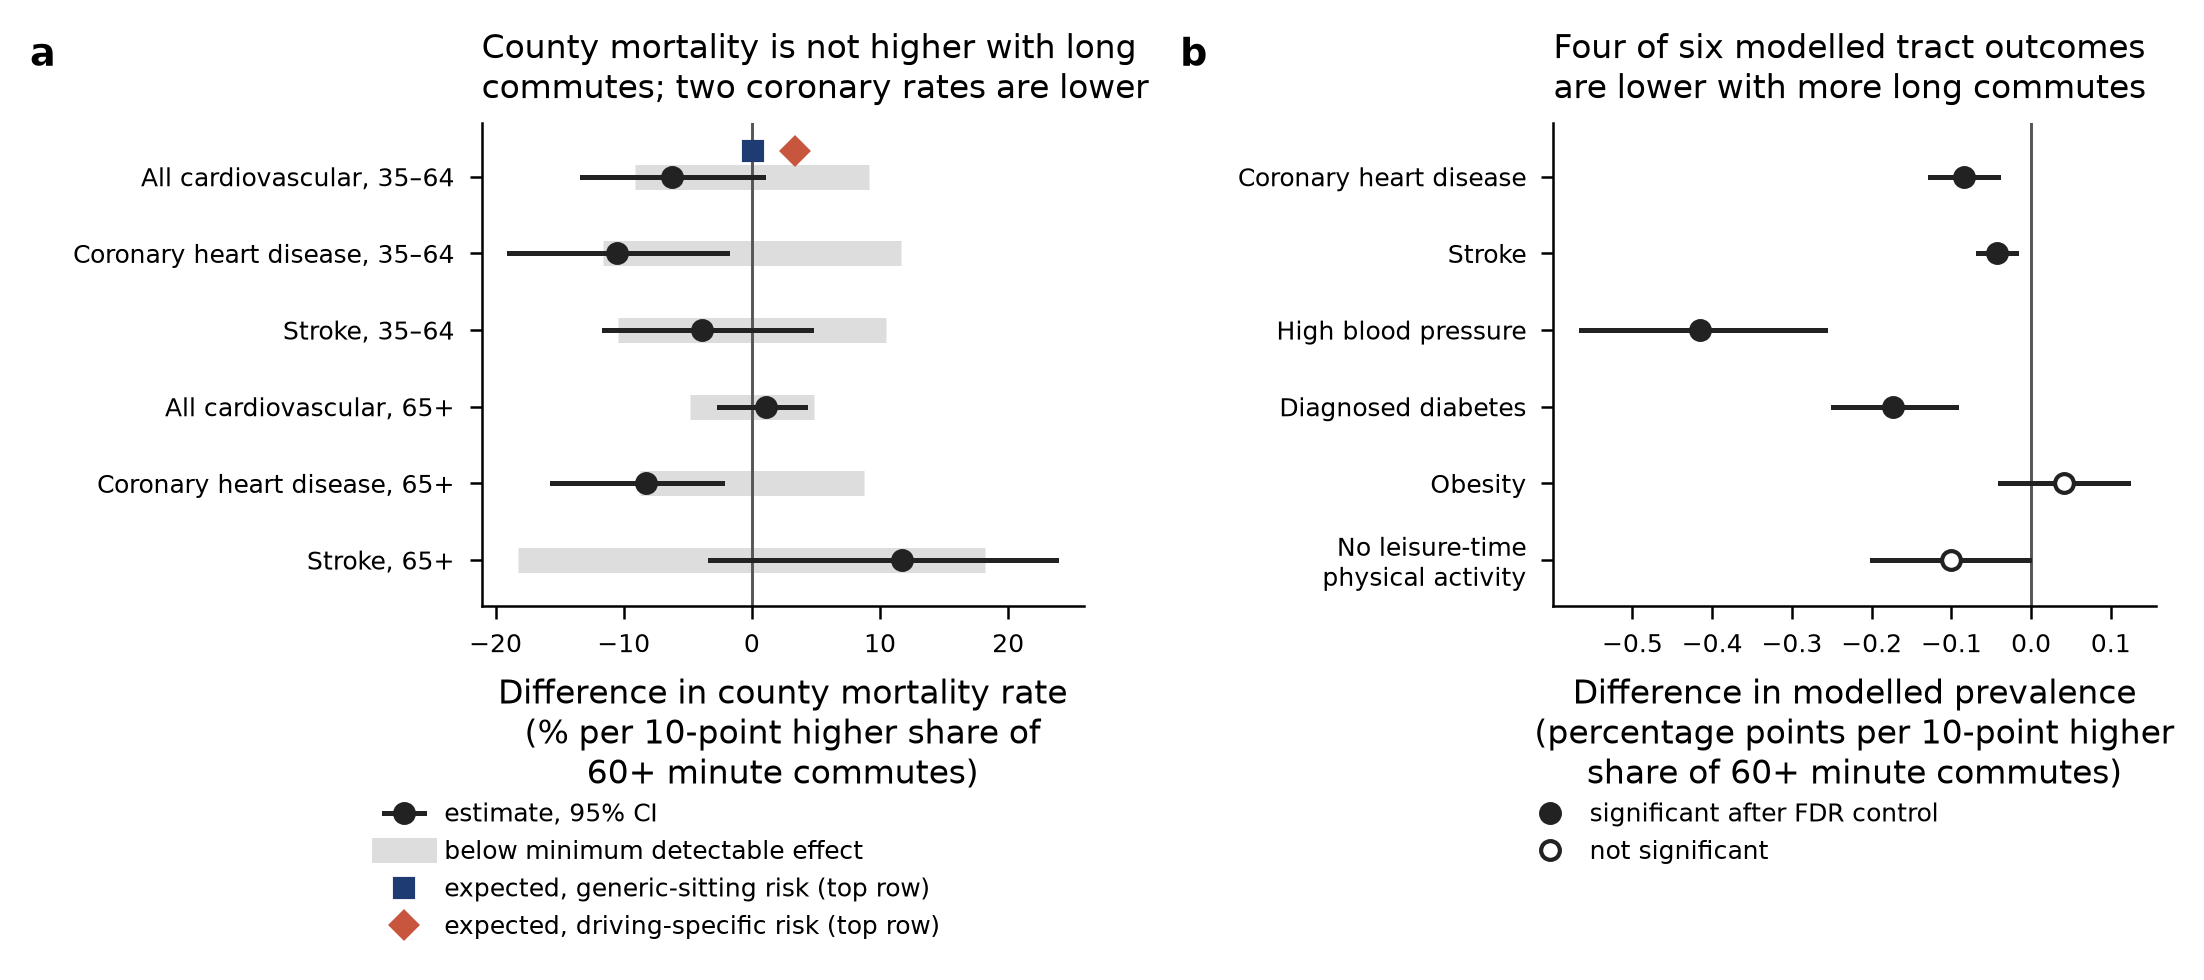 a
County mortality is not higher with long
commutes; two coronary rates are lower
All cardiovascular, 35–64
Coronary heart disease, 35–64
Stroke, 35–64
All cardiovascular, 65+
Coronary heart disease, 65+
Stroke, 65+
−20 −10 0 10 20
Difference in county mortality rate
(% per 10-point higher share of
60+ minute commutes)
estimate, 95% CI
below minimum detectable effect
expected, generic-sitting risk (top row)
expected, driving-specific risk (top row)
b
Four of six modelled tract outcomes
are lower with more long commutes
Coronary heart disease
Stroke
High blood pressure
Diagnosed diabetes
Obesity
No leisure-time
physical activity
−0.5 −0.4 −0.3 −0.2 −0.1 0.0 0.1
Difference in modelled prevalence
(percentage points per 10-point higher
share of 60+ minute commutes)
significant after FDR control
not significant